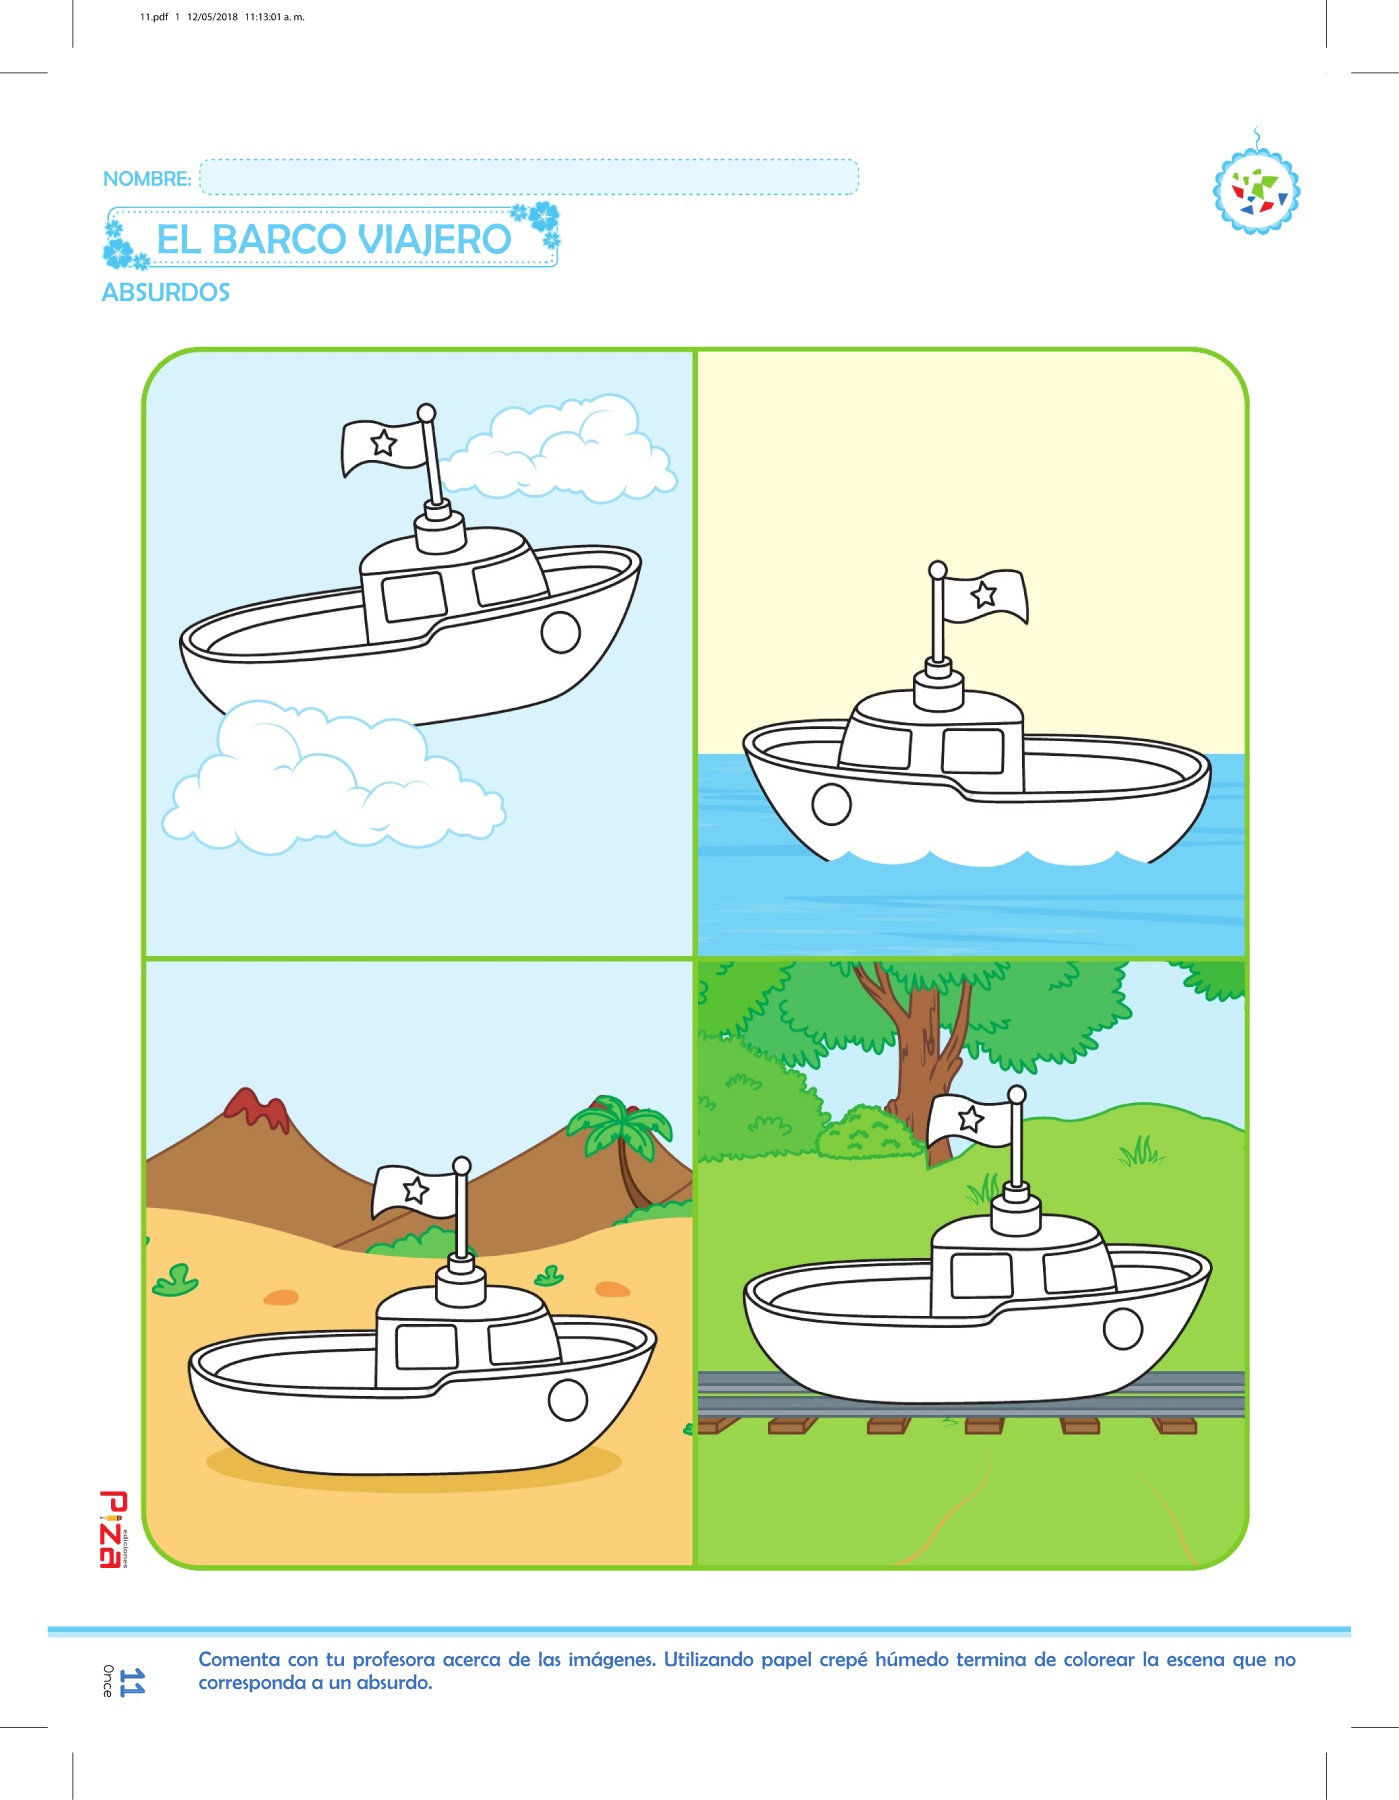 11.pdf 1 12/05/2018 11:13:01 a. m.
NOMBRE:
EL BARCO VIAJERO
ABSURDOS
Piza
ediciones
11
Once
Comenta con tu profesora acerca de las imágenes. Utilizando papel crepé húmedo termina de colorear la escena que no
corresponda a un absurdo.